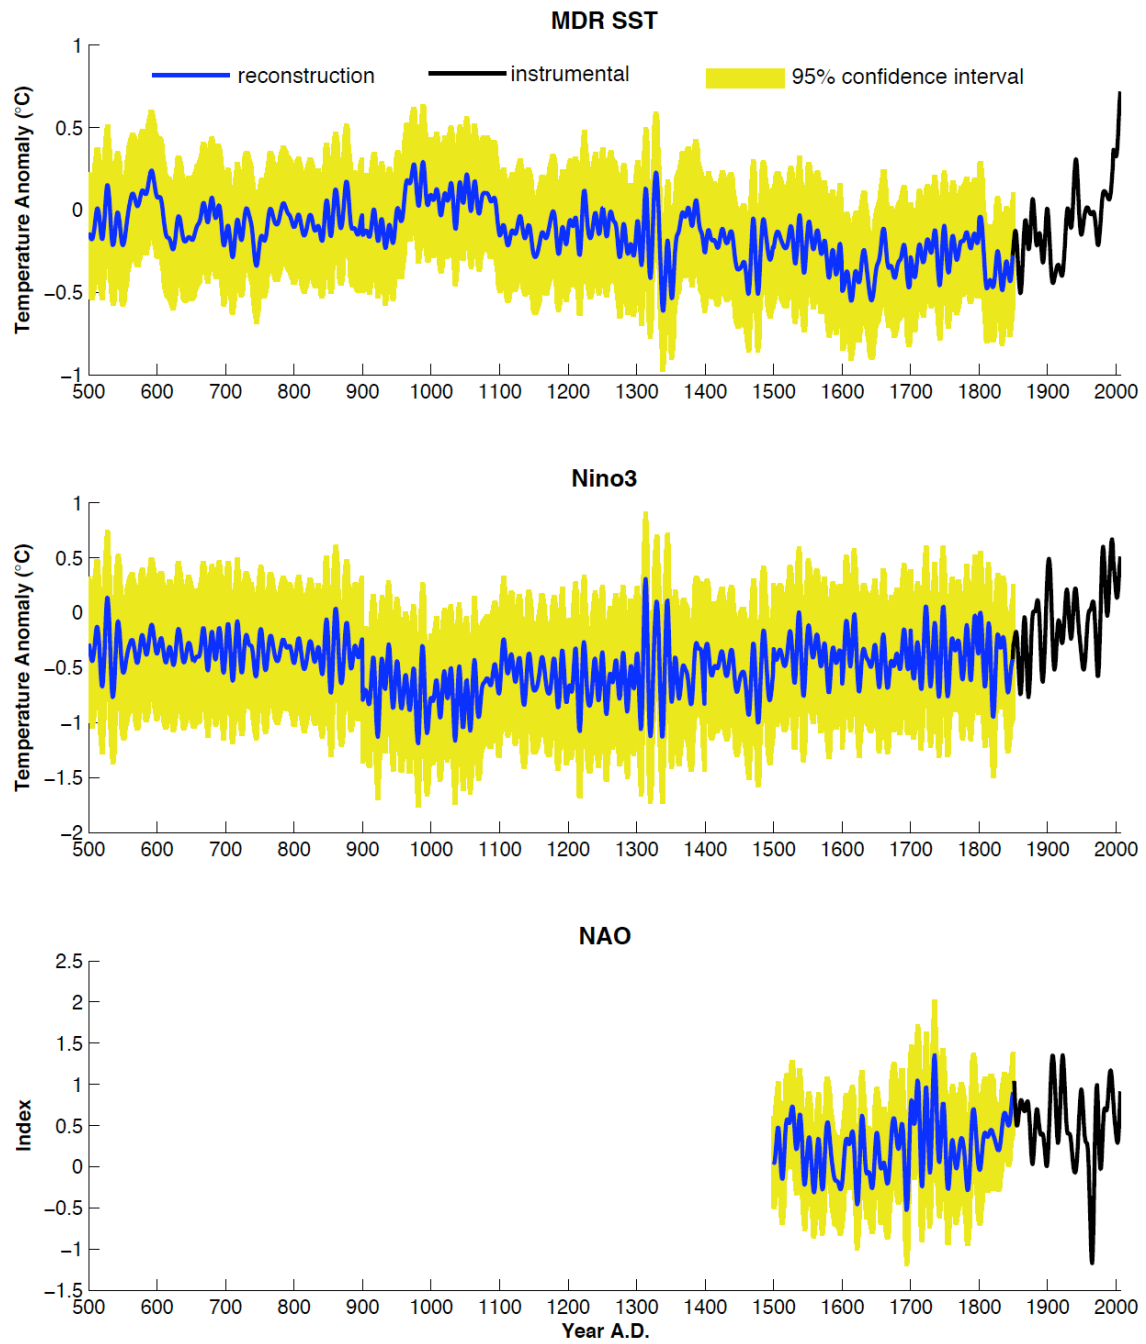 MDR SST
1
reconstruction
instrumental
95% confidence interval
0.5
0
−0.5
−1
Temperature Anomaly (°C)
500 600 700 800 900 1000 1100 1200 1300 1400 1500 1600 1700 1800 1900 2000
Nino3
1
0.5
0
−0.5
−1
−1.5
−2
Temperature Anomaly (°C)
500 600 700 800 900 1000 1100 1200 1300 1400 1500 1600 1700 1800 1900 2000
NAO
2.5
2
1.5
1
0.5
0
−0.5
−1
−1.5
Index
500 600 700 800 900 1000 1100 1200 1300 1400 1500 1600 1700 1800 1900 2000
Year A.D.